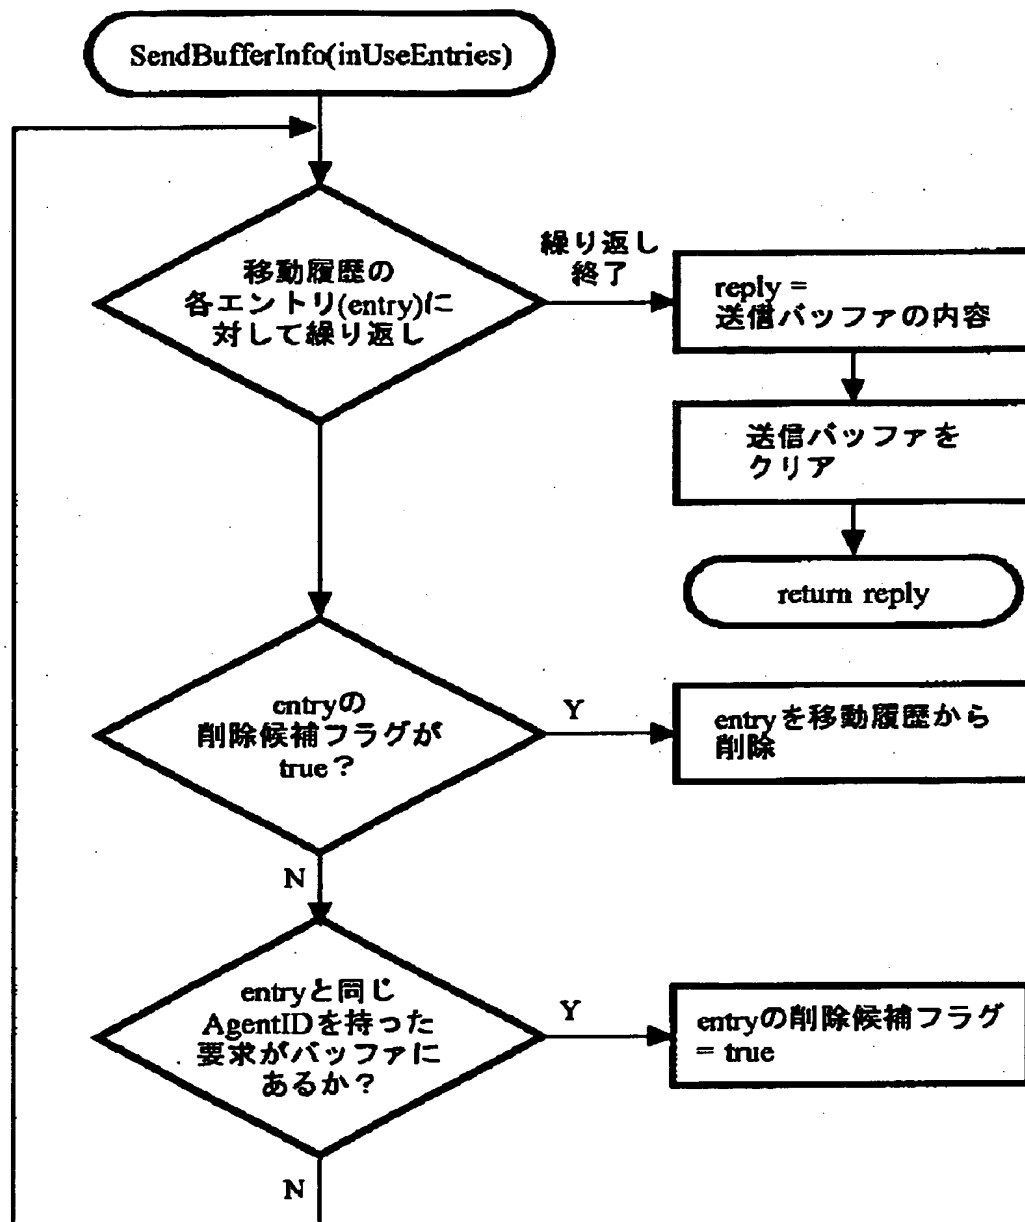 SendBufferInfo(inUseEntries)
移動履歴の
各エントリ(entry)に
対して繰り返し
繰り返し
終了
reply =
送信バッファの内容
送信バッファを
クリア
return reply
entryの
削除候補フラグが
true？
Y
entryを移動履歴から
削除
N
entryと同じ
AgentIDを持った
要求がバッファに
あるか？
Y
entryの削除候補フラグ
= true
N